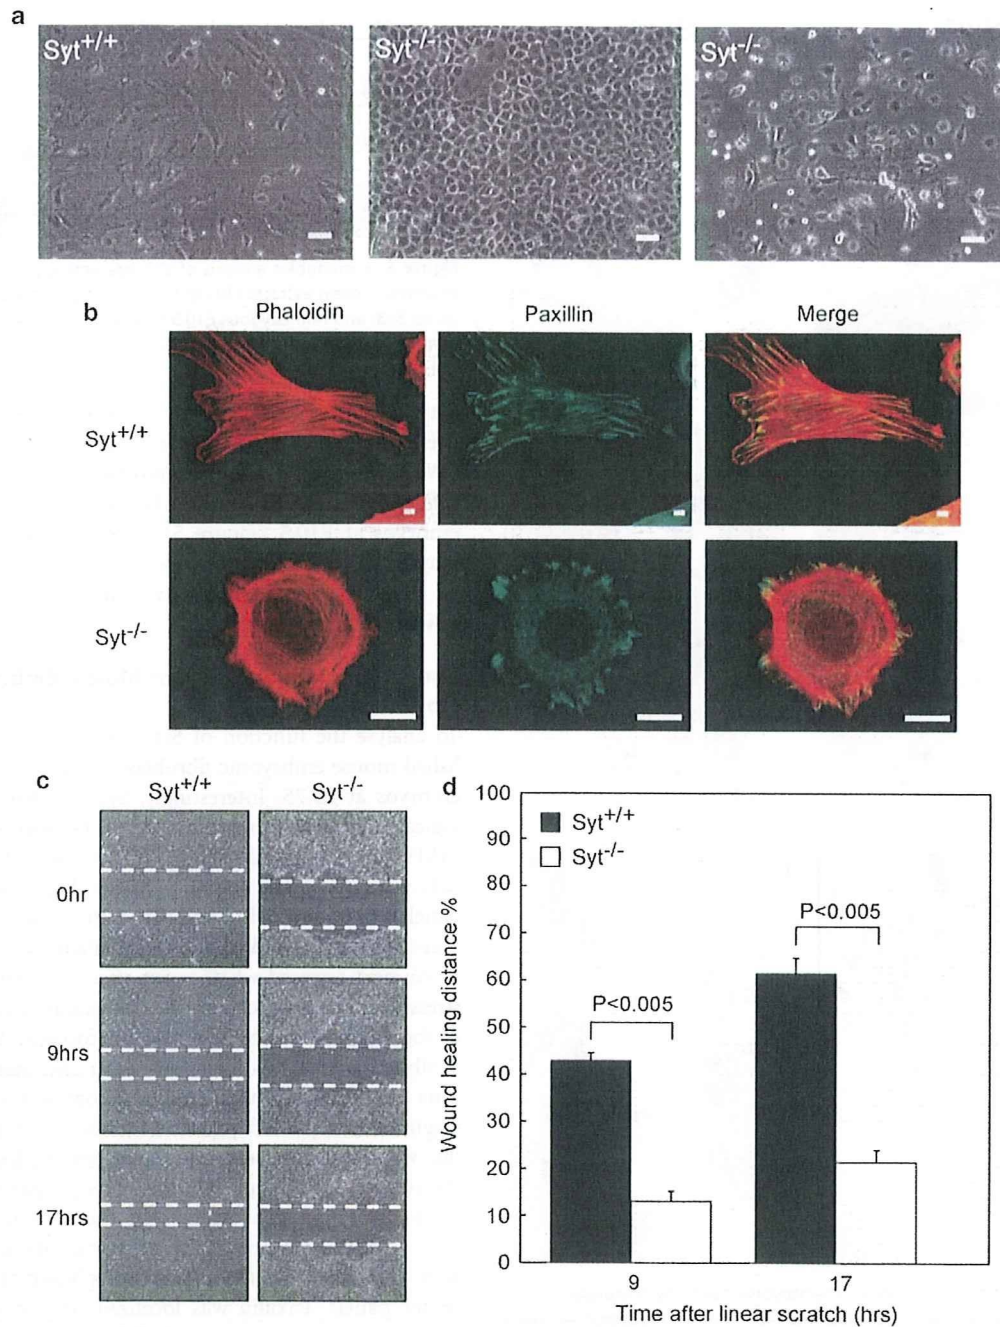 a
Syt+/+
Syt-/-
Syt-/-
b
Phaloidin
Paxillin
Merge
Syt+/+
Syt-/-
c
Syt+/+
Syt-/-
0hr
9hrs
17hrs
d
100
90
80
70
60
50
40
30
20
10
0
Wound healing distance %
Syt+/+
Syt-/-
P<0.005
P<0.005
9
17
Time after linear scratch (hrs)